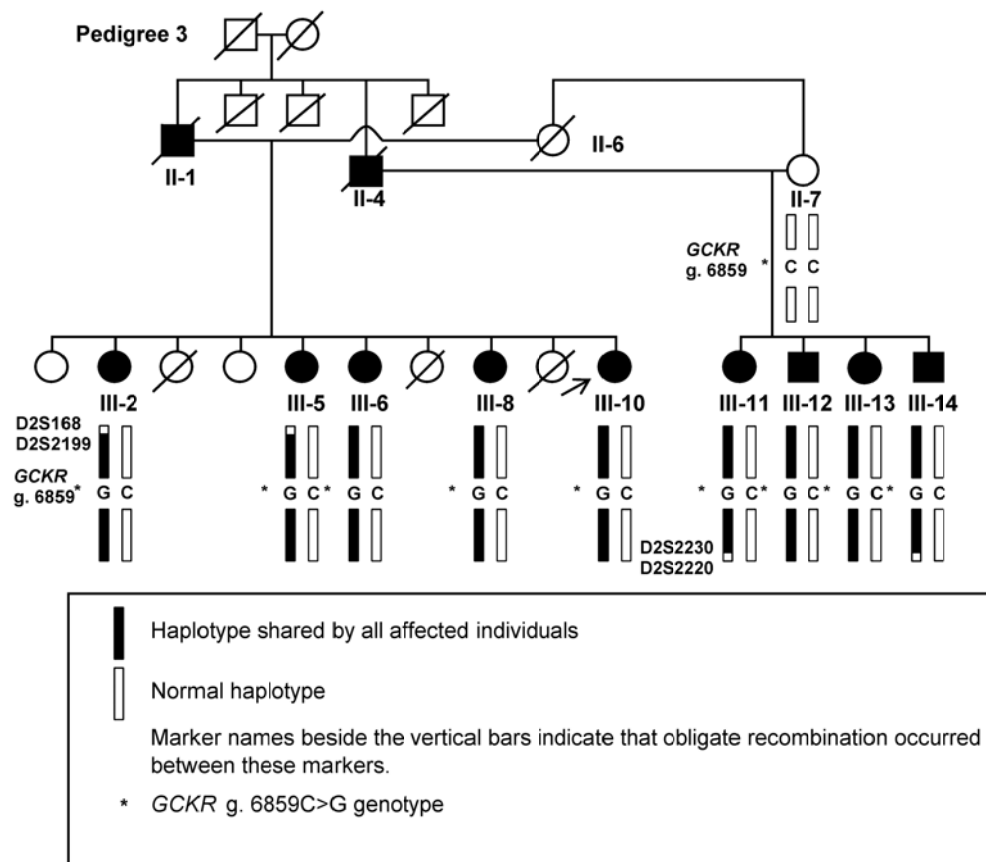 Pedigree 3
II-6
II-1
II-4
II-7
GCKR
g. 6859 * C C
III-2 III-5 III-6 III-8 III-10 III-11 III-12 III-13 III-14
D2S168
D2S2199
GCKR
g. 6859 * G C * G C * G C * G C * G C * G C * G C * G C * G C
D2S2230
D2S2220
Haplotype shared by all affected individuals
Normal haplotype
Marker names beside the vertical bars indicate that obligate recombination occurred
between these markers.
* GCKR g. 6859C>G genotype